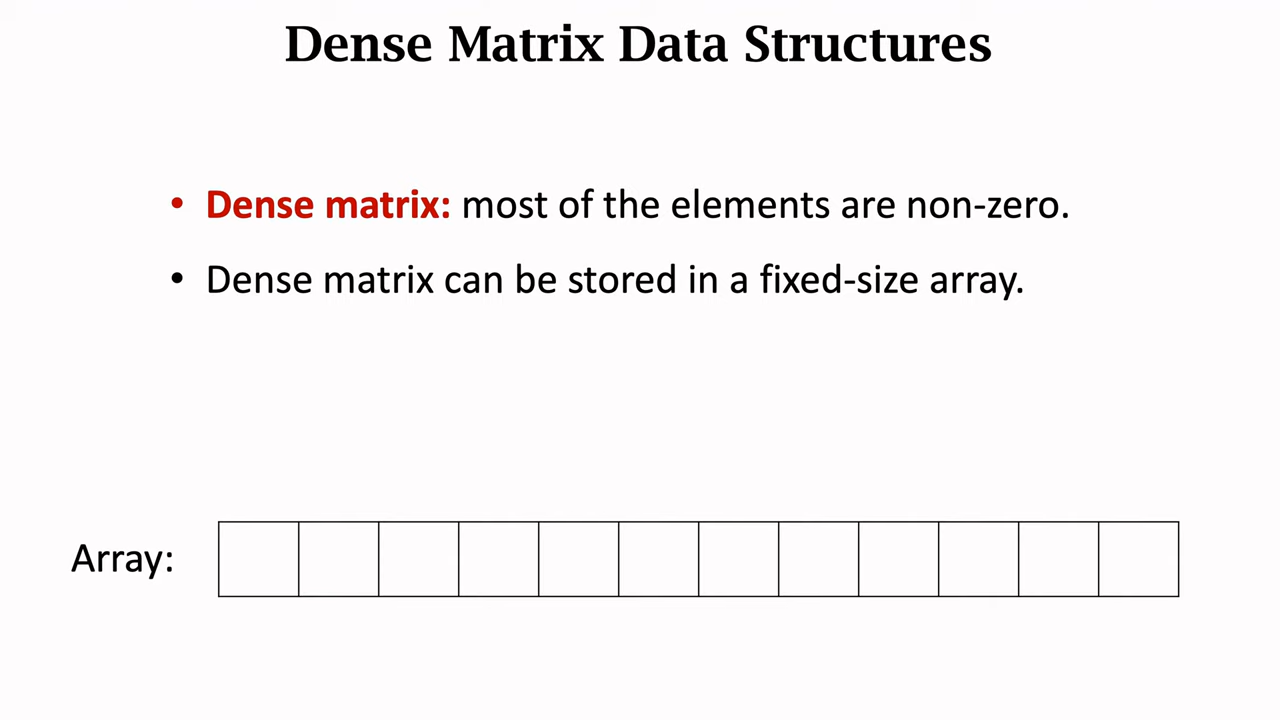 Dense Matrix Data Structures
• Dense matrix: most of the elements are non-zero.
• Dense matrix can be stored in a fixed-size array.
Array: